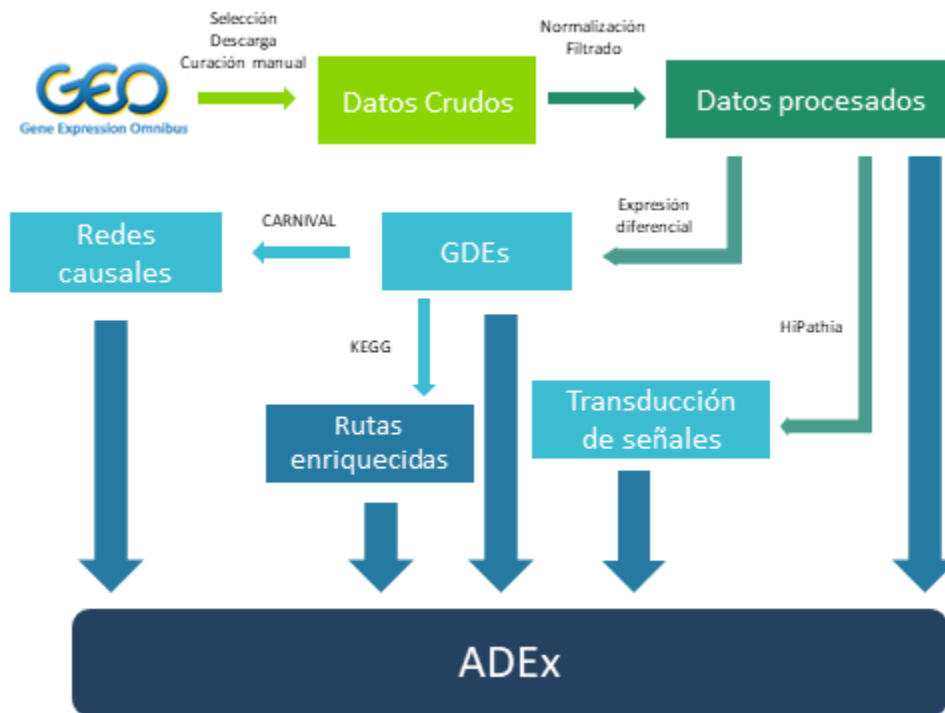 Selección
Descarga
Curación manual
GEO
Gene Expression Omnibus
Datos Crudos
Normalización
Filtrado
Datos procesados
Redes
causales
CARNIVAL
GDEs
Expresión
diferencial
KEGG
HiPathia
Rutas
enriquecidas
Transducción
de señales
ADEx